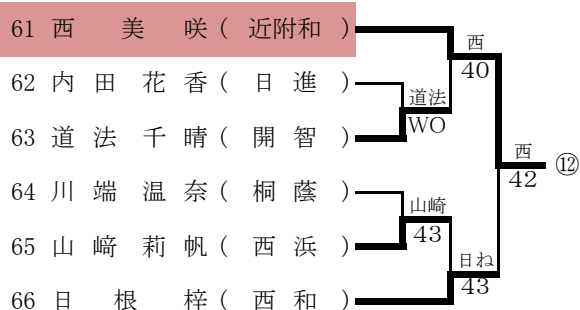 61 西 美 咲 ( 近附和 )
62 内 田 花 香 ( 日 進 )
63 道 法 千 晴 ( 開 智 )
64 川 端 温 奈 ( 桐 蔭 )
65 山 﨑 莉 帆 ( 西 浜 )
66 日 根 梓 ( 西 和 )
道法
WO
山崎
43
西
40
日ね
43
西
42
⑫